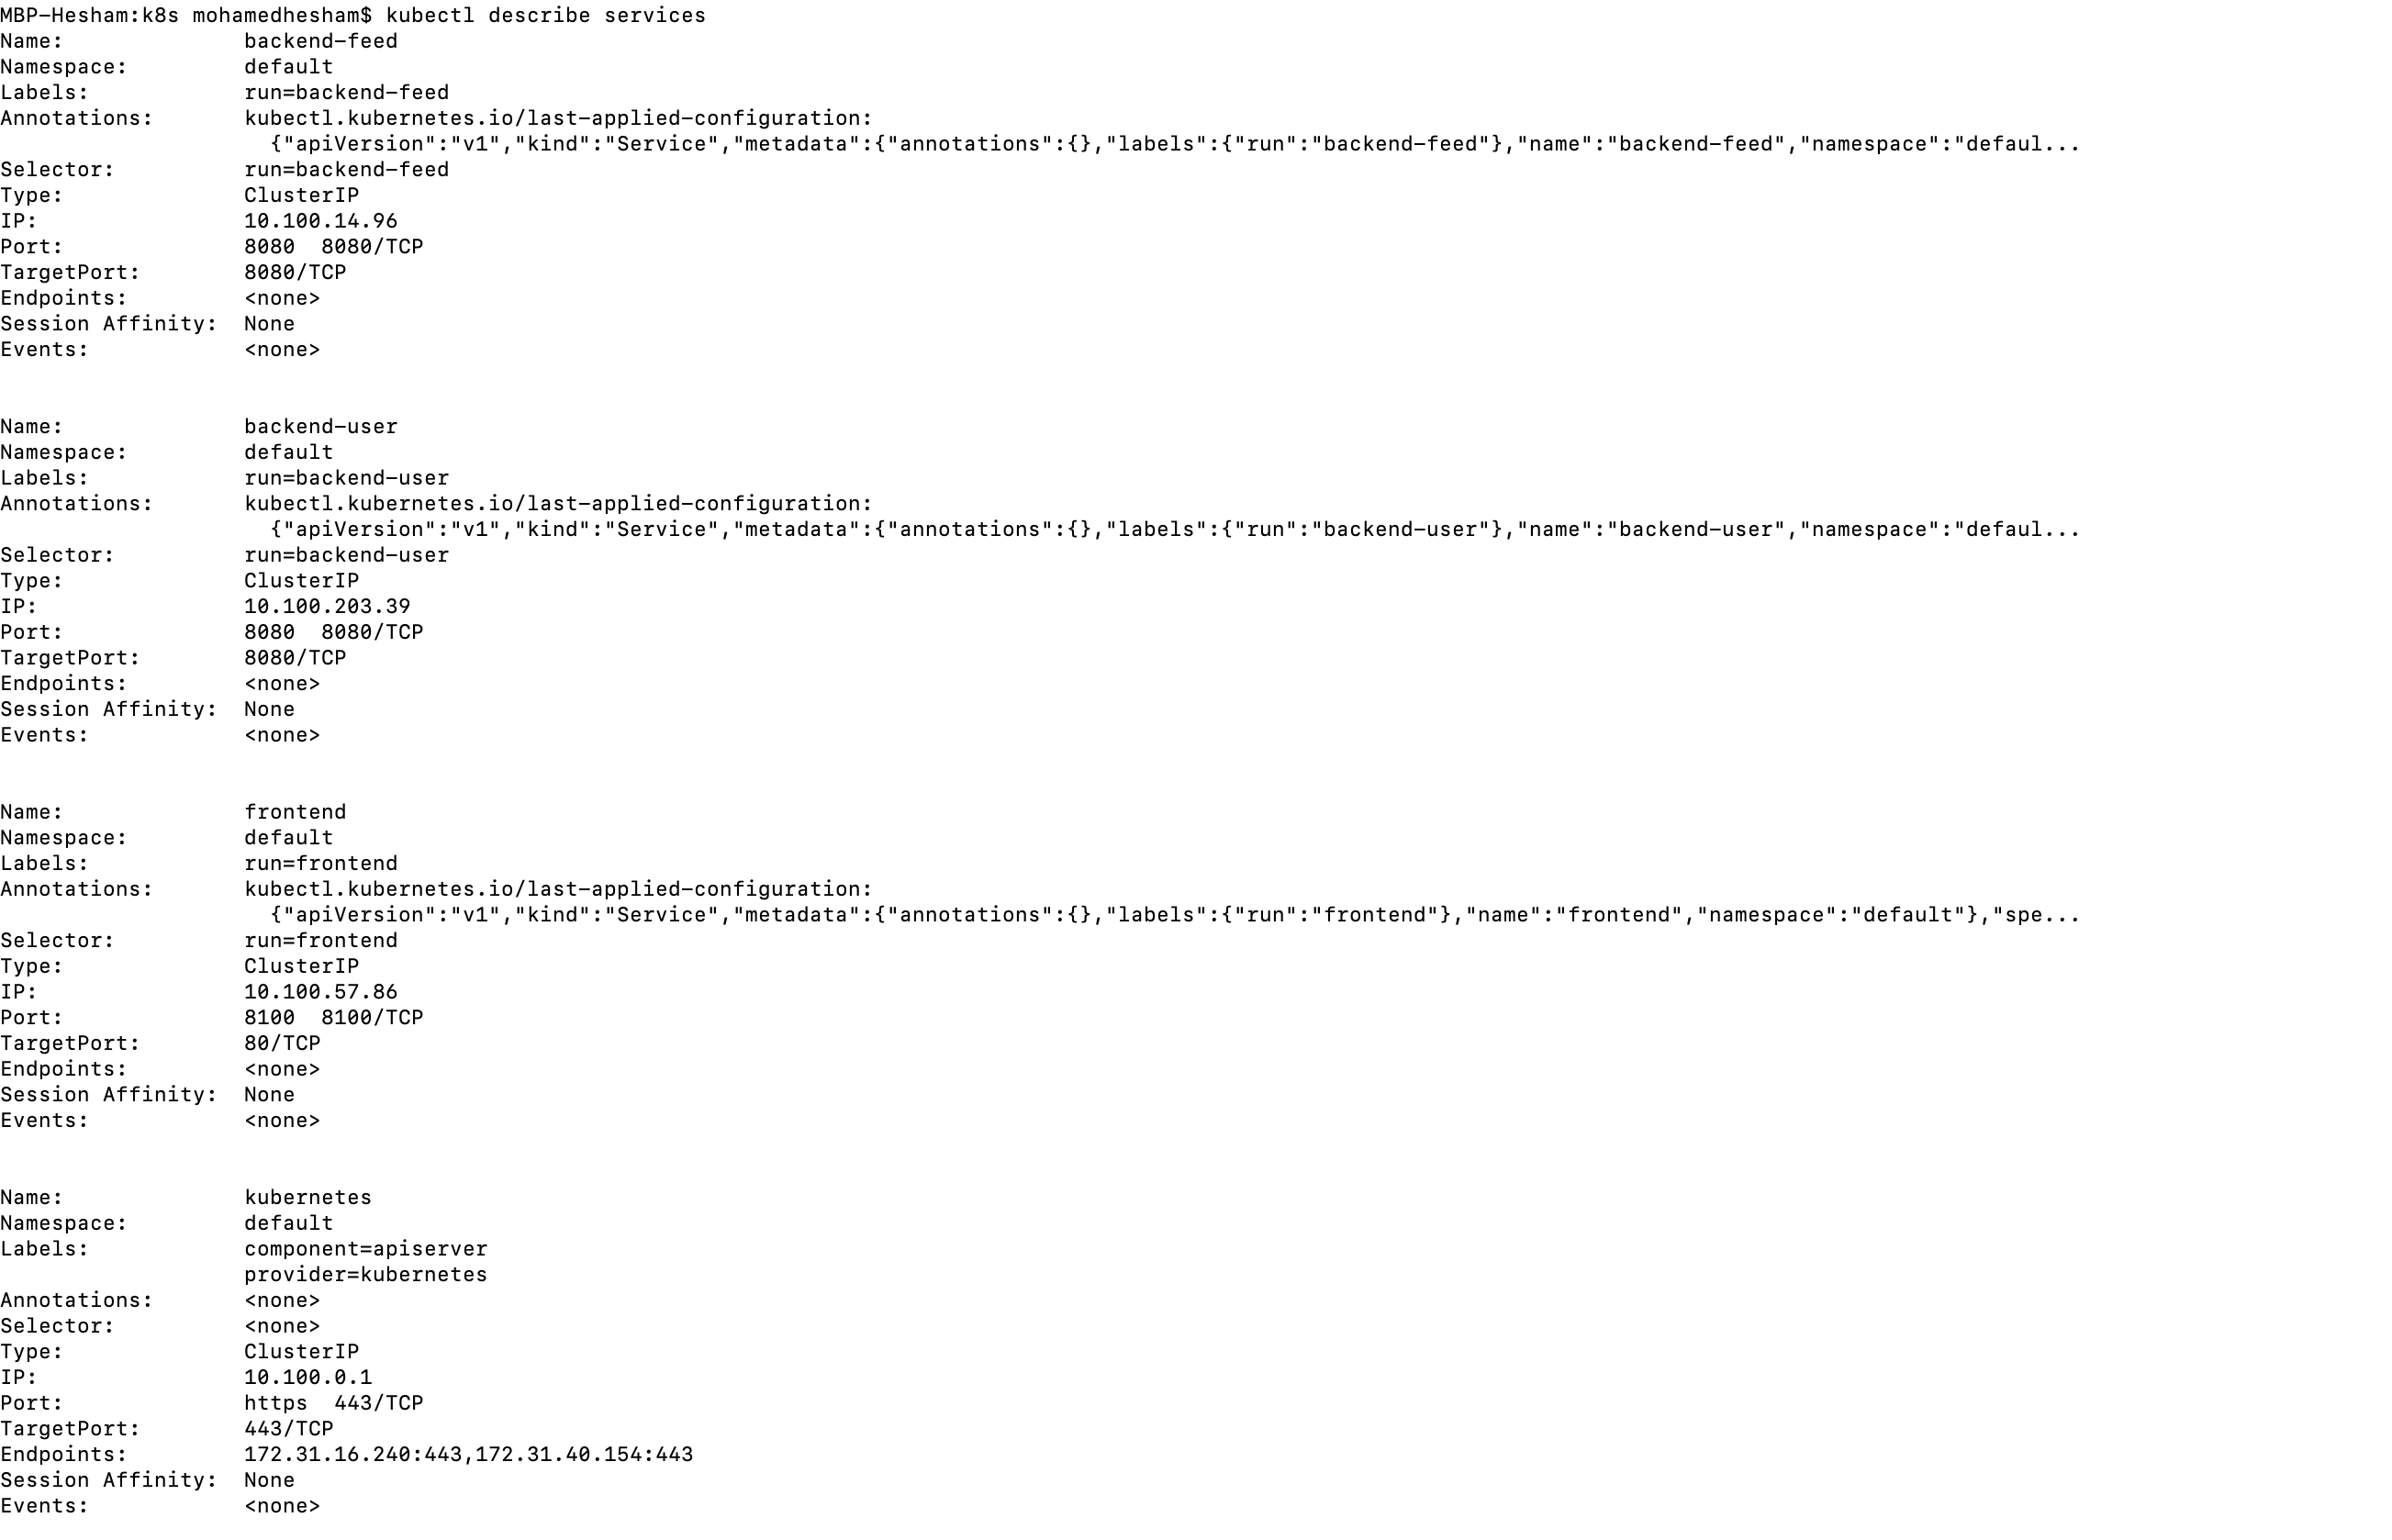 MBP-Hesham:k8s mohamedhesham$ kubectl describe services
Name:              backend-feed
Namespace:         default
Labels:            run=backend-feed
Annotations:       kubectl.kubernetes.io/last-applied-configuration:
                     {"apiVersion":"v1","kind":"Service","metadata":{"annotations":{},"labels":{"run":"backend-feed"},"name":"backend-feed","namespace":"defaul...
Selector:          run=backend-feed
Type:              ClusterIP
IP:                10.100.14.96
Port:              8080  8080/TCP
TargetPort:        8080/TCP
Endpoints:         <none>
Session Affinity:  None
Events:            <none>


Name:              backend-user
Namespace:         default
Labels:            run=backend-user
Annotations:       kubectl.kubernetes.io/last-applied-configuration:
                     {"apiVersion":"v1","kind":"Service","metadata":{"annotations":{},"labels":{"run":"backend-user"},"name":"backend-user","namespace":"defaul...
Selector:          run=backend-user
Type:              ClusterIP
IP:                10.100.203.39
Port:              8080  8080/TCP
TargetPort:        8080/TCP
Endpoints:         <none>
Session Affinity:  None
Events:            <none>


Name:              frontend
Namespace:         default
Labels:            run=frontend
Annotations:       kubectl.kubernetes.io/last-applied-configuration:
                     {"apiVersion":"v1","kind":"Service","metadata":{"annotations":{},"labels":{"run":"frontend"},"name":"frontend","namespace":"default"},"spe...
Selector:          run=frontend
Type:              ClusterIP
IP:                10.100.57.86
Port:              8100  8100/TCP
TargetPort:        80/TCP
Endpoints:         <none>
Session Affinity:  None
Events:            <none>


Name:              kubernetes
Namespace:         default
Labels:            component=apiserver
                   provider=kubernetes
Annotations:       <none>
Selector:          <none>
Type:              ClusterIP
IP:                10.100.0.1
Port:              https  443/TCP
TargetPort:        443/TCP
Endpoints:         172.31.16.240:443,172.31.40.154:443
Session Affinity:  None
Events:            <none>